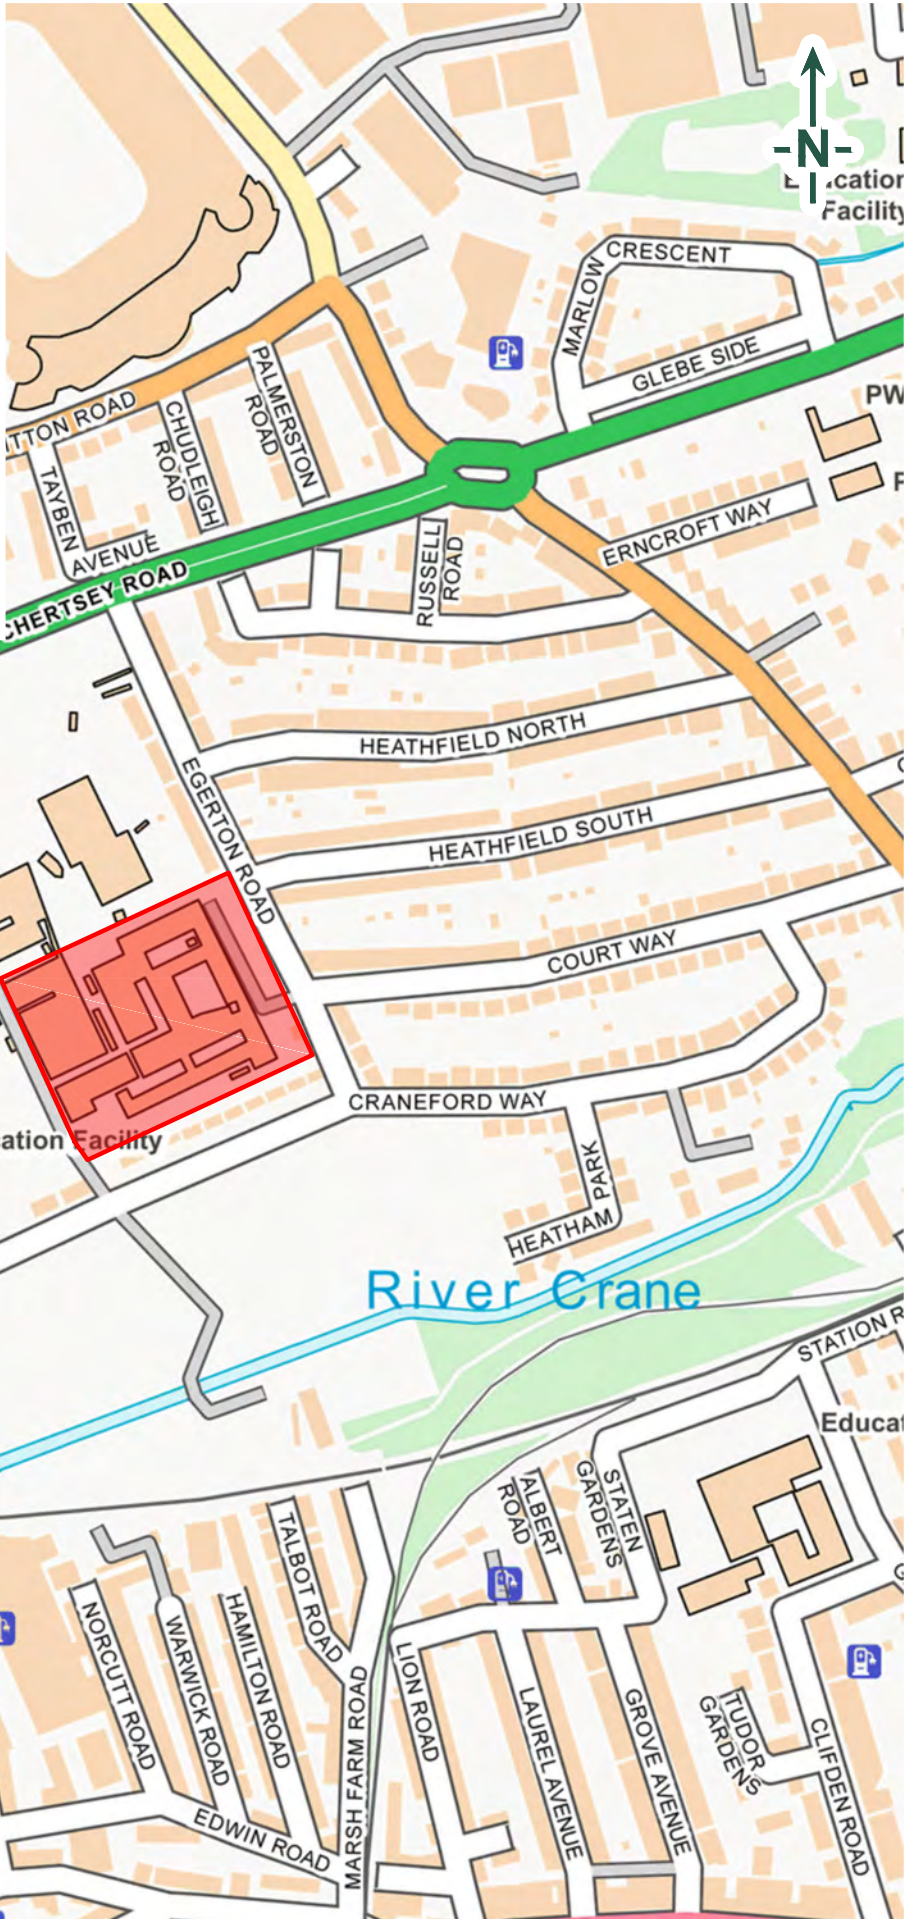 N
Facility
CRESCENT
MARLOW
GLEBE SIDE
PALMERSTON
ROAD
CHUDLEIGH
ROAD
TAYBEN
AVENUE
CHERTSEY ROAD
RUSSELL
ROAD
ERNCROFT WAY
PW
HEATHFIELD NORTH
EGERTON ROAD
HEATHFIELD SOUTH
COURT WAY
CRANEFORD WAY
ation Facility
PARK
HEATHAM
River Crane
STATION R
Educat
STATEN
GARDENS
ALBERT
ROAD
TALBOT ROAD
HAMILTON ROAD
WARWICK ROAD
NORCUTT ROAD
MARSH FARM ROAD
LION ROAD
LAUREL AVENUE
GROVE AVENUE
TUDOR
GARDENS
CLIFDEN ROAD
EDWIN ROAD